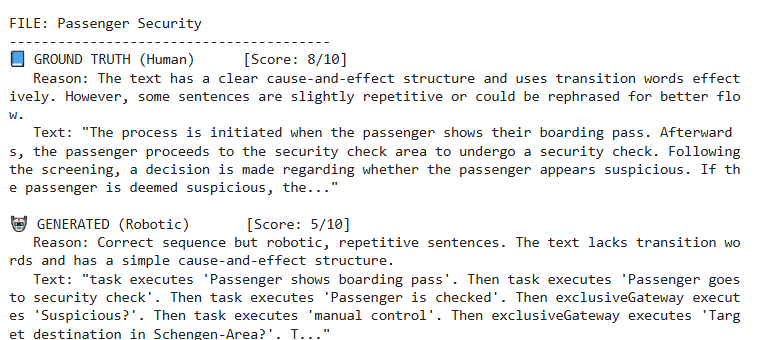 FILE: Passenger Security
----------------------------------------
📘 GROUND TRUTH (Human)      [Score: 8/10]
Reason: The text has a clear cause-and-effect structure and uses transition words effect
ively. However, some sentences are slightly repetitive or could be rephrased for better flo
w.
Text: "The process is initiated when the passenger shows their boarding pass. Afterward
s, the passenger proceeds to the security check area to undergo a security check. Following
the screening, a decision is made regarding whether the passenger appears suspicious. If th
e passenger is deemed suspicious, the..."
🤖 GENERATED (Robotic)       [Score: 5/10]
Reason: Correct sequence but robotic, repetitive sentences. The text lacks transition wo
rds and has a simple cause-and-effect structure.
Text: "task executes 'Passenger shows boarding pass'. Then task executes 'Passenger goes
to security check'. Then task executes 'Passenger is checked'. Then exclusiveGateway execut
es 'Suspicious?'. Then task executes 'manual control'. Then exclusiveGateway executes 'Targ
et destination in Schengen-Area?'. T..."